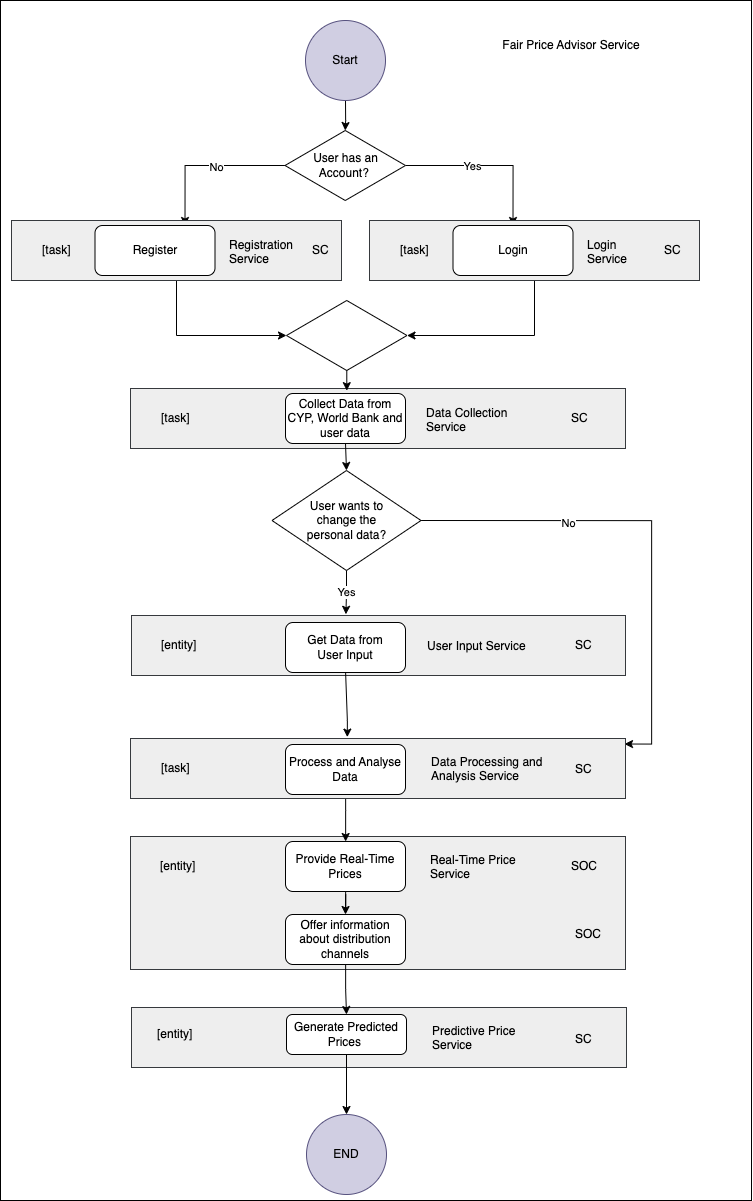 Fair Price Advisor Service
Start
User has an
Account?
No
Yes
[task]
Register
Registration
Service
SC
[task]
Login
Login
Service
SC
Collect Data from
CYP, World Bank and
user data
[task]
Data Collection
Service
SC
User wants to
change the
personal data?
No
Yes
[entity]
Get Data from
User Input
User Input Service
SC
[task]
Process and Analyse
Data
Data Processing and
Analysis Service
SC
[entity]
Provide Real-Time
Prices
Real-Time Price
Service
SOC
Offer information
about distribution
channels
SOC
[entity]
Generate Predicted
Prices
Predictive Price
Service
SC
END